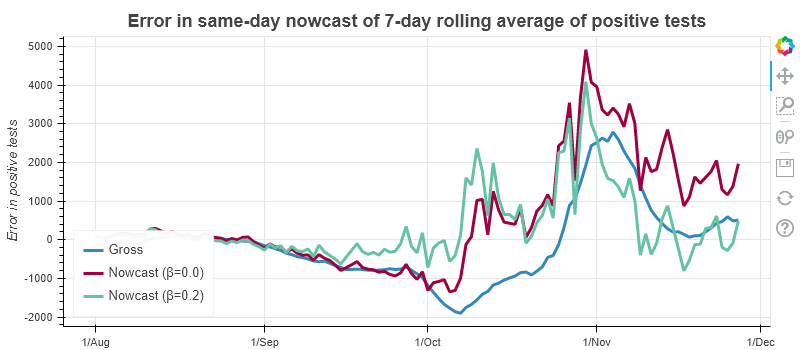 Error in same-day nowcast of 7-day rolling average of positive tests
Error in positive tests
5000
4000
3000
2000
1000
0
-1000
-2000
Gross
Nowcast (β=0.0)
Nowcast (β=0.2)
1/Aug
1/Sep
1/Oct
1/Nov
1/Dec